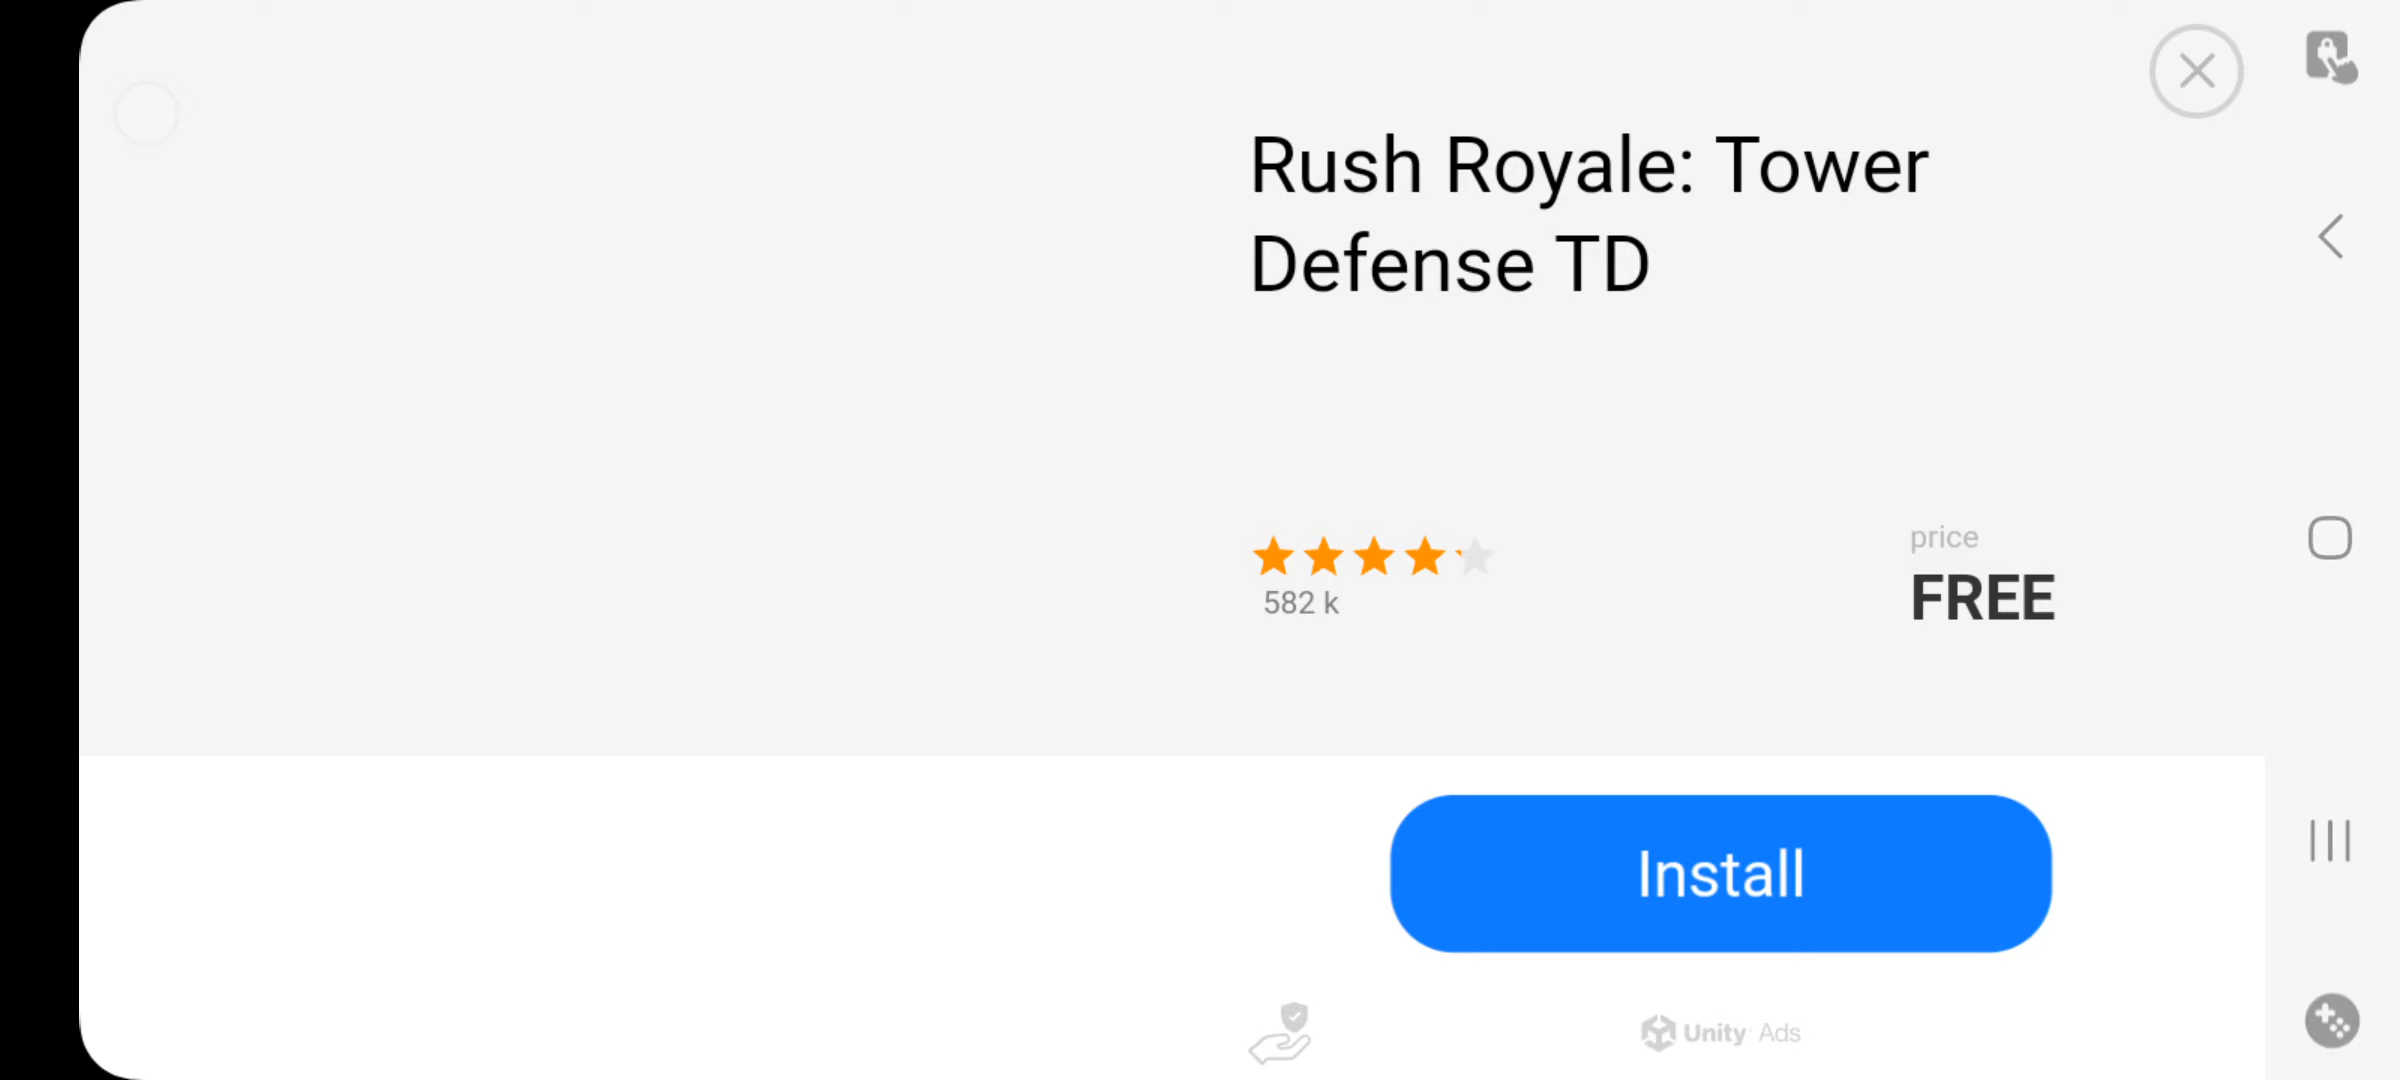 Rush Royale: Tower
Defense TD
582 k
price
FREE
Install
Unity Ads